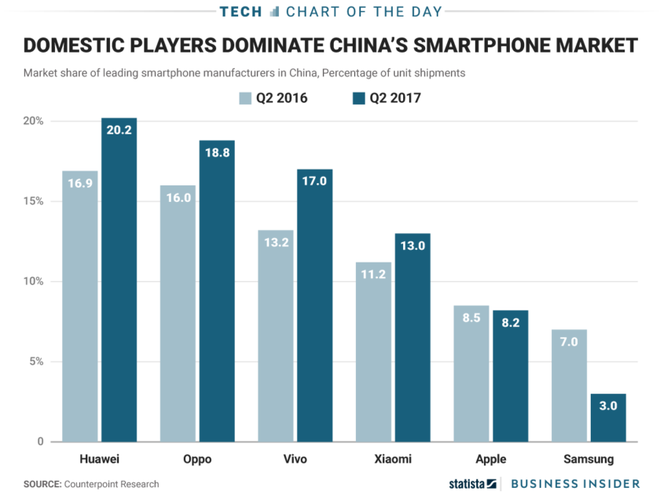 TECH CHART OF THE DAY
DOMESTIC PLAYERS DOMINATE CHINA'S SMARTPHONE MARKET
Market share of leading smartphone manufacturers in China, Percentage of unit shipments
Q2 2016 Q2 2017
20%
15%
10%
5%
0
16.9 20.2
16.0 18.8
13.2 17.0
11.2 13.0
8.5 8.2
7.0 3.0
Huawei Oppo Vivo Xiaomi Apple Samsung
SOURCE: Counterpoint Research
statista BUSINESS INSIDER